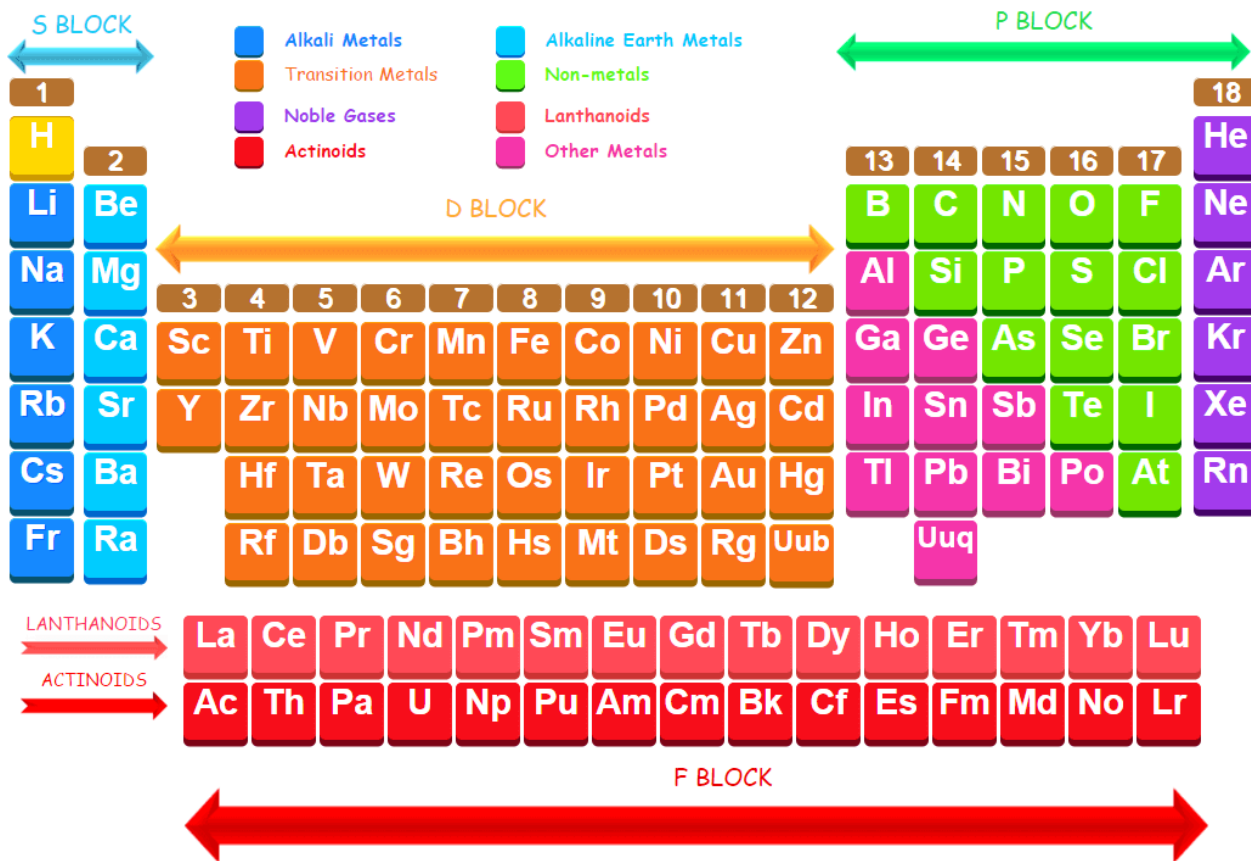 S BLOCK
P BLOCK
Alkali Metals
Alkaline Earth Metals
Transition Metals
Non-metals
Noble Gases
Lanthanoids
Actinoids
Other Metals
1
18
H
He
2
13 14 15 16 17
Li Be
B C N O F Ne
D BLOCK
Na Mg
Al Si P S Cl Ar
3 4 5 6 7 8 9 10 11 12
K Ca Sc Ti V Cr Mn Fe Co Ni Cu Zn Ga Ge As Se Br Kr
Rb Sr Y Zr Nb Mo Tc Ru Rh Pd Ag Cd In Sn Sb Te I Xe
Cs Ba Hf Ta W Re Os Ir Pt Au Hg Tl Pb Bi Po At Rn
Fr Ra Rf Db Sg Bh Hs Mt Ds Rg Uub Uuq
LANTHANOIDS
La Ce Pr Nd Pm Sm Eu Gd Tb Dy Ho Er Tm Yb Lu
ACTINOIDS
Ac Th Pa U Np Pu Am Cm Bk Cf Es Fm Md No Lr
F BLOCK